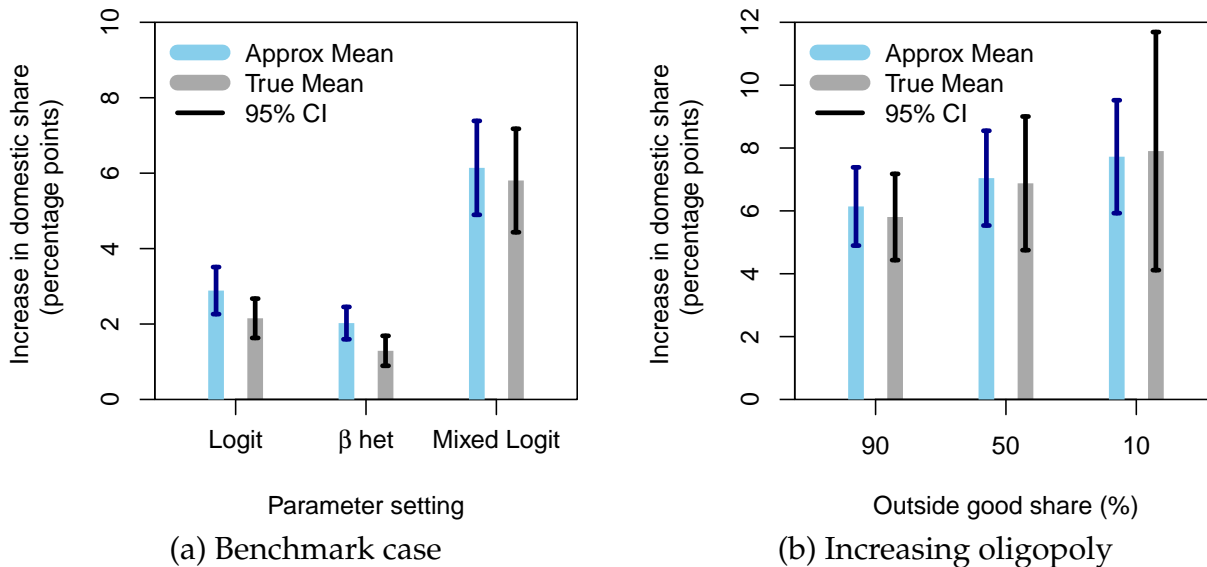 Increase in domestic share
(percentage points)
0
2
4
6
8
10
Approx Mean
True Mean
95% CI
Logit
β het
Mixed Logit
Parameter setting
(a) Benchmark case
Increase in domestic share
(percentage points)
0
2
4
6
8
10
12
Approx Mean
True Mean
95% CI
90
50
10
Outside good share (%)
(b) Increasing oligopoly